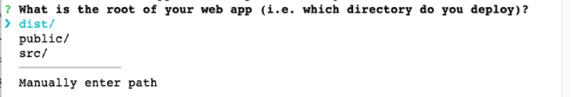 ? What is the root of your web app (i.e. which directory do you deploy)?
❯ dist/
public/
src/
Manually enter path